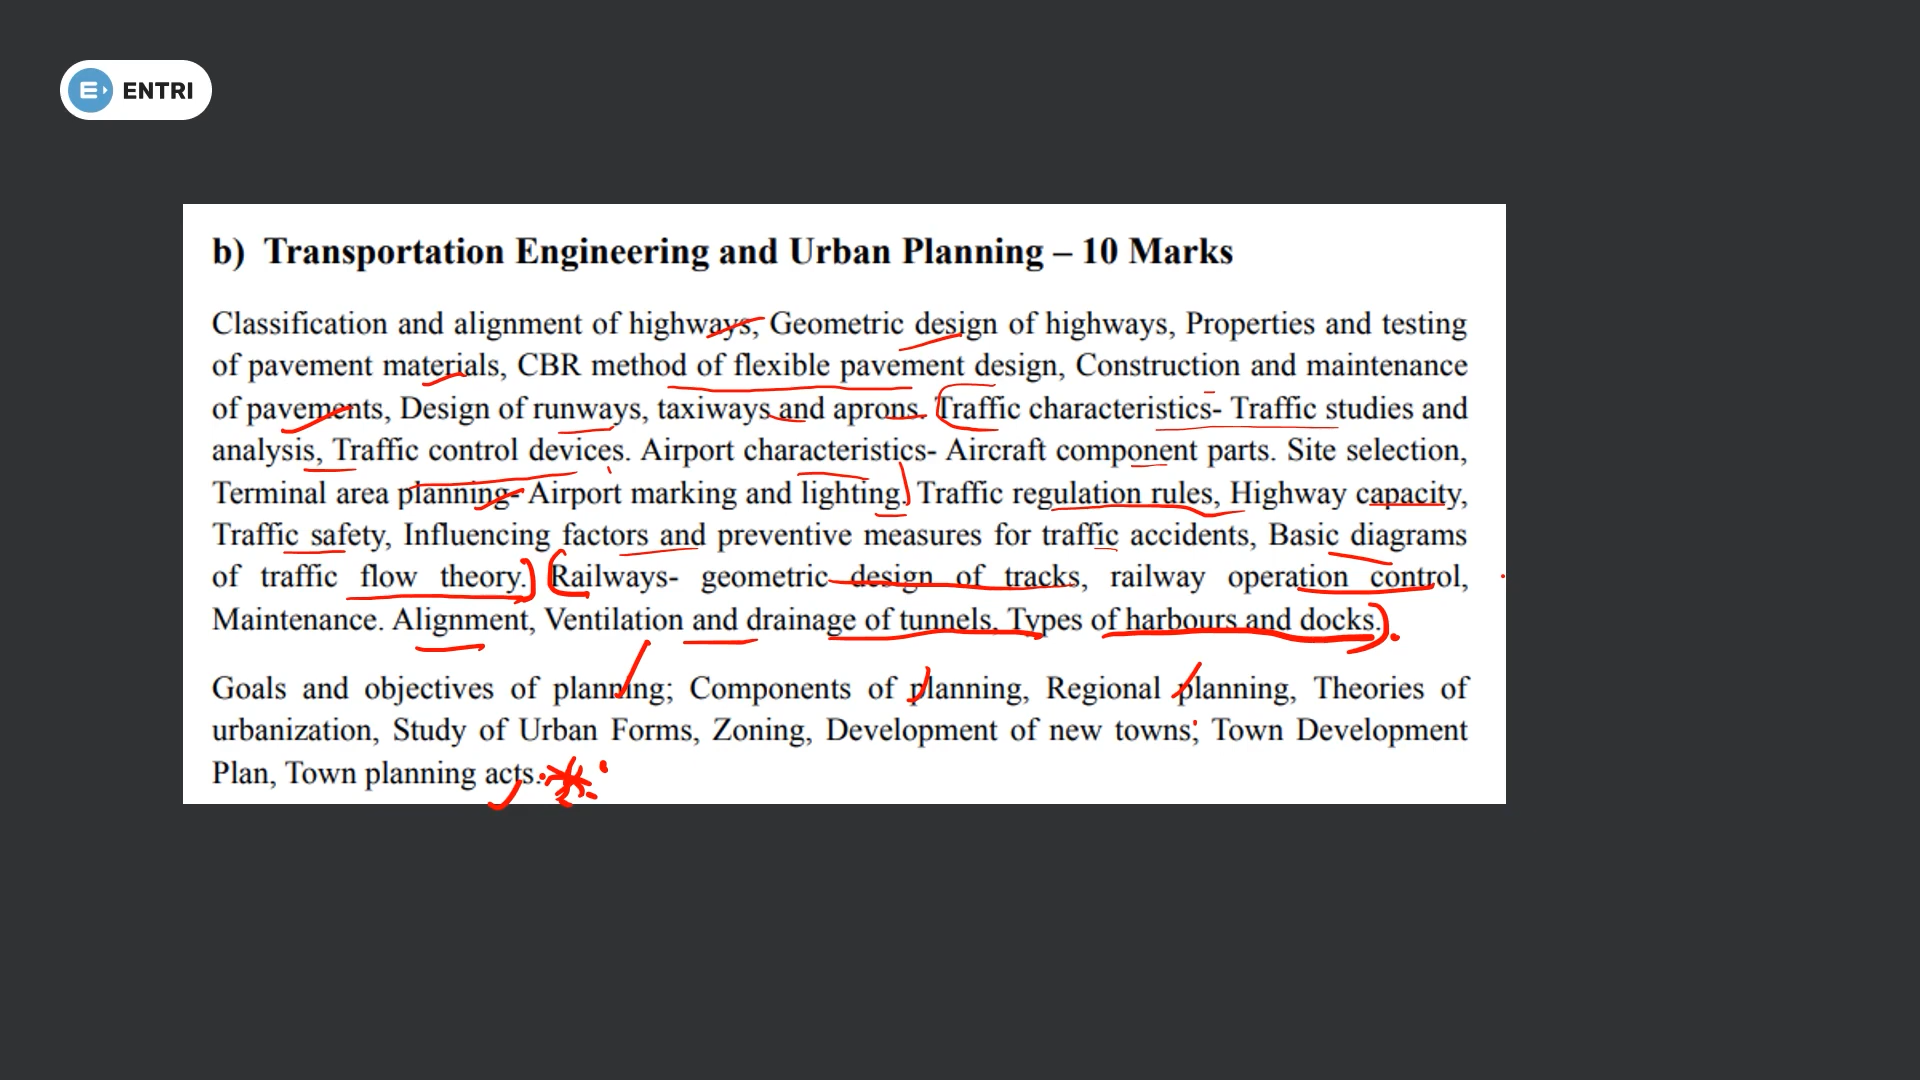 ENTRI
b) Transportation Engineering and Urban Planning – 10 Marks
Classification and alignment of highways, Geometric design of highways, Properties and testing
of pavement materials, CBR method of flexible pavement design, Construction and maintenance
of pavements, Design of runways, taxiways and aprons. Traffic characteristics- Traffic studies and
analysis, Traffic control devices. Airport characteristics- Aircraft component parts. Site selection,
Terminal area planning- Airport marking and lighting. Traffic regulation rules, Highway capacity,
Traffic safety, Influencing factors and preventive measures for traffic accidents, Basic diagrams
of traffic flow theory. Railways- geometric design of tracks, railway operation control,
Maintenance. Alignment, Ventilation and drainage of tunnels. Types of harbours and docks.
Goals and objectives of planning; Components of planning, Regional planning, Theories of
urbanization, Study of Urban Forms, Zoning, Development of new towns; Town Development
Plan, Town planning acts.